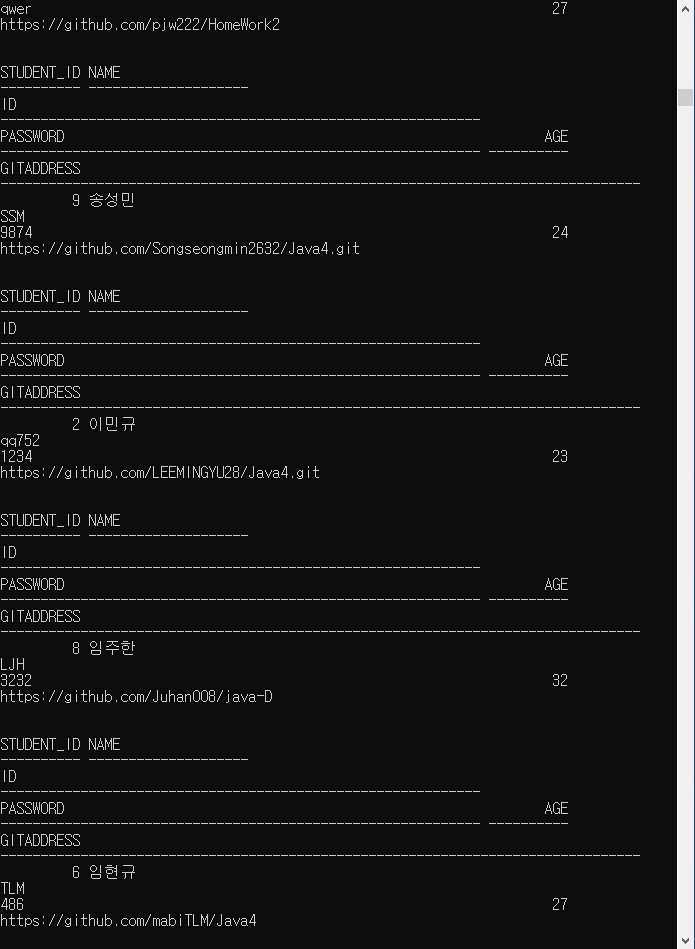 qwer 27
https://github.com/pjw222/HomeWork2
STUDENT_ID NAME
---------- --------------------
ID
------------------------------------------------------------
PASSWORD AGE
------------------------------------------------------------ ----------
GITADDRESS
--------------------------------------------------------------------------------
9 송성민
SSM
9874 24
https://github.com/Songseongmin2632/Java4.git
STUDENT_ID NAME
---------- --------------------
ID
------------------------------------------------------------
PASSWORD AGE
------------------------------------------------------------ ----------
GITADDRESS
--------------------------------------------------------------------------------
2 이민규
qq752
1234 23
https://github.com/LEEMINGYU28/Java4.git
STUDENT_ID NAME
---------- --------------------
ID
------------------------------------------------------------
PASSWORD AGE
------------------------------------------------------------ ----------
GITADDRESS
--------------------------------------------------------------------------------
8 임주한
LJH
3232 32
https://github.com/Juhan008/java-D
STUDENT_ID NAME
---------- --------------------
ID
------------------------------------------------------------
PASSWORD AGE
------------------------------------------------------------ ----------
GITADDRESS
--------------------------------------------------------------------------------
6 임현규
TLM
486 27
https://github.com/mabiTLM/Java4